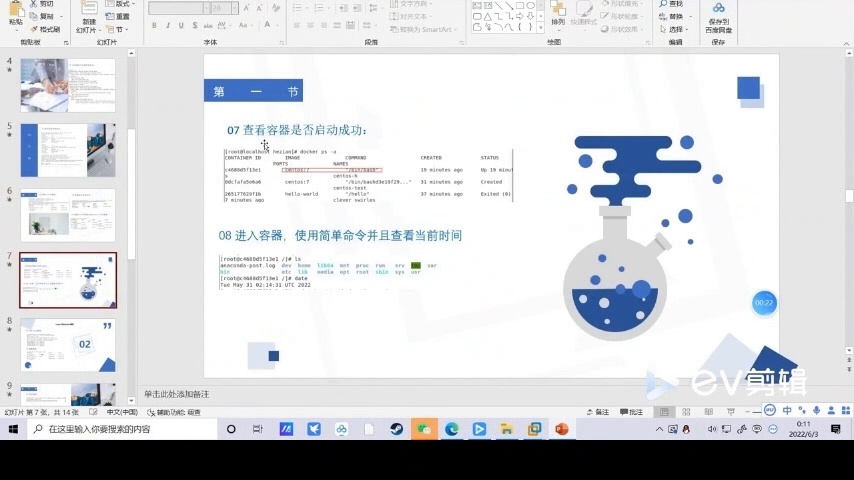 剪切
版式
形状填充
查找
粘贴
复制
新建
重置
文字方向
对齐文本
排列
快速样式
形状轮廓
替换
保存到
格式刷
幻灯片
节
转换为 SmartArt
形状效果
选择
百度网盘
剪贴板
幻灯片
字体
段落
绘图
编辑
保存
4
5
6
7
8
02
9
第 一 节
07 查看容器是否启动成功:
[root@localhost hezian]# docker ps -a
CONTAINER ID IMAGE COMMAND CREATED STATUS
PORTS NAMES
c4680d5f13e1 centos:7 "/bin/bash" 19 minutes ago Up 19 minut
s centos-h
centos:7 31 minutes ago Created
centos-test
hello-world "/hello" 37 minutes ago Exited (0)
7 minutes ago clever swirles
08 进入容器，使用简单命令并且查看当前时间
[root@c4680d5f13e1 /]# ls
anaconda-post.log dev home lib64 mnt proc run srv tmp var
bin etc lib media opt root sbin sys usr
[root@c4680d5f13e1 /]# date
Tue May 31 02:14:31 UTC 2022
00:22
ev剪辑
单击此处添加备注
幻灯片 第 7 张，共 14 张
中文(中国)
辅助功能: 调查
备注
批注
中
在这里输入你要搜索的内容
0:11
2022/6/3